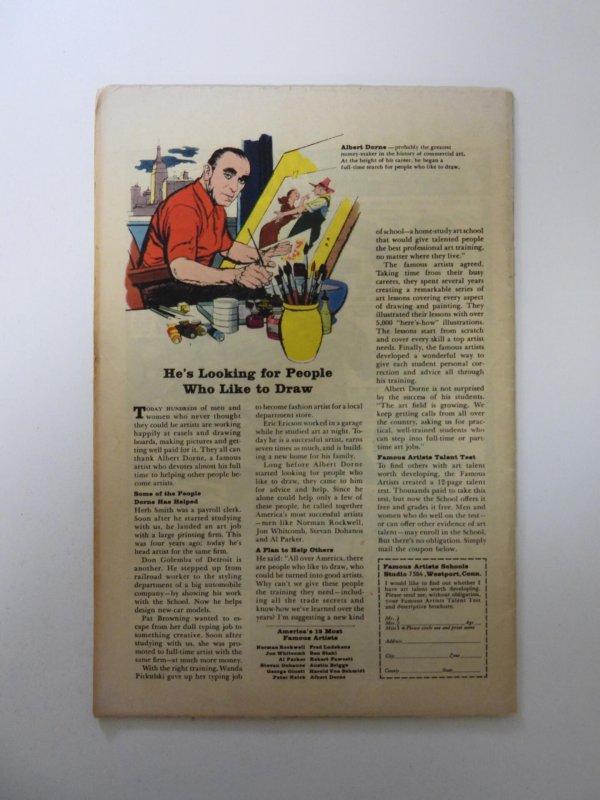 Albert Dorne—probably the greatest
money-maker in the history of commercial art.
At the height of his career, he began a
full-time search for people who like to draw.
He's Looking for People
Who Like to Draw
TODAY HUNDREDS of men and
women who never thought
they could be artists are working
happily at easels and drawing
boards, making pictures and get-
ting well paid for it. They all can
thank Albert Dorne, a famous
artist who devotes almost his full
time to helping other people be-
come artists.
Some of the People
Dorne Has Helped
Herb Smith was a payroll clerk.
Soon after he started studying
with us, he landed an art job
with a large printing firm. This
was four years ago: today he's
head artist for the same firm.
Don Golemba of Detroit is
another. He stepped up from
railroad worker to the styling
department of a big automobile
company—by showing his work
with the School. Now he helps
design new-car models.
Pat Browning wanted to es-
cape from her dull typing job to
something creative. Soon after
studying with us, she was pro-
moted to full-time artist with the
same firm—at much more money.
With the right training, Wanda
Pickulski gave up her typing job
to become fashion artist for a local
department store.
Eric Ericson worked in a garage
while he studied art at night. To-
day he is a successful artist, earns
seven times as much, and is build-
ing a new home for his family.
Long before Albert Dorne
started looking for people who
like to draw, they came to him
for advice and help. Since he
alone could help only a few of
these people, he called together
America's most successful artists
—men like Norman Rockwell,
Jon Whitcomb, Stevan Dohanos
and Al Parker.
A Plan to Help Others
He said: "All over America, there
are people who like to draw, who
could be turned into good artists.
Why can't we give these people
the training they need—includ-
ing all the trade secrets and
know-how we've learned over the
years? I'm suggesting a new kind
America's 12 Most
Famous Artists
Norman Rockwell Fred Ludekens
Jon Whitcomb Ben Stahl
Al Parker Robert Fawcett
Stevan Dohanos Austin Briggs
George Giusti Harold Von Schmidt
Peter Helck Albert Dorne
of school—a home-study art school
that would give talented people
the best professional art training,
no matter where they live."
The famous artists agreed.
Taking time from their busy
careers, they spent several years
creating a remarkable series of
art lessons covering every aspect
of drawing and painting. They
illustrated their lessons with over
5,000 "here's-how" illustrations.
The lessons start from scratch
and cover every skill a top artist
needs. Finally, the famous artists
developed a wonderful way to
give each student personal cor-
rection and advice all through
his training.
Albert Dorne is not surprised
by the success of his students.
"The art field is growing. We
keep getting calls from all over
the country, asking us for prac-
tical, well-trained students who
can step into full-time or part-
time art jobs."
Famous Artists Talent Test
To find others with art talent
worth developing, the Famous
Artists created a 12-page talent
test. Thousands paid to take this
test, but now the School offers it
free and grades it free. Men and
women who do well on the test—
or can offer other evidence of art
talent—may enroll in the School.
But there's no obligation. Simply
mail the coupon below.
Famous Artists Schools
Studio 7384, Westport, Conn.
I would like to find out whether I
have art talent worth developing.
Please send me, without obligation,
your Famous Artists Talent Test
and descriptive brochure.
Mr.
Mrs. Age
Please circle one and print name
Address
City Zone
County State